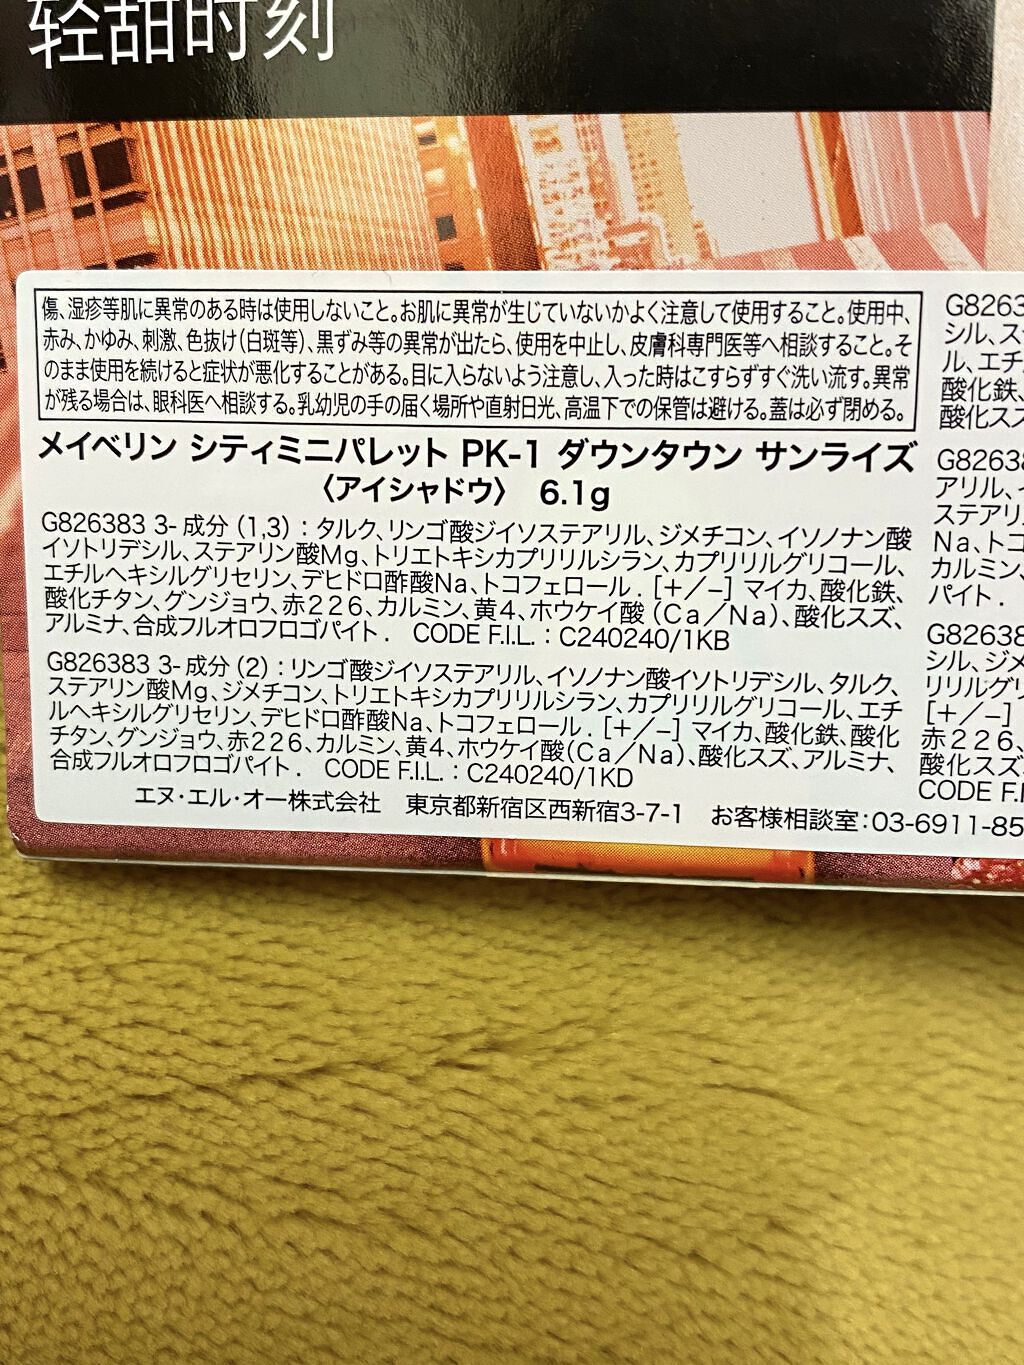 轻甜时刻
傷、湿疹等肌に異常のある時は使用しないこと。お肌に異常が生じていないかよく注意して使用すること。使用中、
赤み、かゆみ、刺激、色抜け(白斑等)、黒ずみ等の異常が出たら、使用を中止し、皮膚科専門医等へ相談すること。そ
のまま使用を続けると症状が悪化することがある。目に入らないよう注意し、入った時はこすらずすぐ洗い流す。異常
が残る場合は、眼科医へ相談する。乳幼児の手の届く場所や直射日光、高温下での保管は避ける。蓋は必ず閉める。
メイベリン シティミニパレット PK-1 ダウンタウン サンライズ
〈アイシャドウ〉 6.1g
G826383 3- 成分 (1,3) : タルク、リンゴ酸ジイソステアリル、ジメチコン、イソノナン酸
イソトリデシル、ステアリン酸Mg、トリエトキシカプリリルシラン、カプリリルグリコール、
エチルヘキシルグリセリン、デヒドロ酢酸Na、トコフェロール . [+/−] マイカ、酸化鉄、
酸化チタン、グンジョウ、赤226、カルミン、黄4、ホウケイ酸 (Ca/Na)、酸化スズ、
アルミナ、合成フルオロフロゴパイト . CODE F.I.L. : C240240/1KB
G826383 3- 成分 (2) : リンゴ酸ジイソステアリル、イソノナン酸イソトリデシル、タルク、
ステアリン酸Mg、ジメチコン、トリエトキシカプリリルシラン、カプリリルグリコール、エチ
ルヘキシルグリセリン、デヒドロ酢酸Na、トコフェロール . [+/−] マイカ、酸化鉄、酸化
チタン、グンジョウ、赤226、カルミン、黄4、ホウケイ酸(Ca/Na)、酸化スズ、アルミナ、
合成フルオロフロゴパイト . CODE F.I.L. : C240240/1KD
エヌ・エル・オー株式会社 東京都新宿区西新宿3-7-1 お客様相談室:03-6911-85
G8263
シル、ス
ル、エチ
酸化鉄、
酸化スズ
G82638
アリル、
ステアリ
Na、トコ
カルミン、
パイト .
G82638
シル、ジメ
リリルグリ
[+/−]
赤226、
酸化スズ
CODE F.I